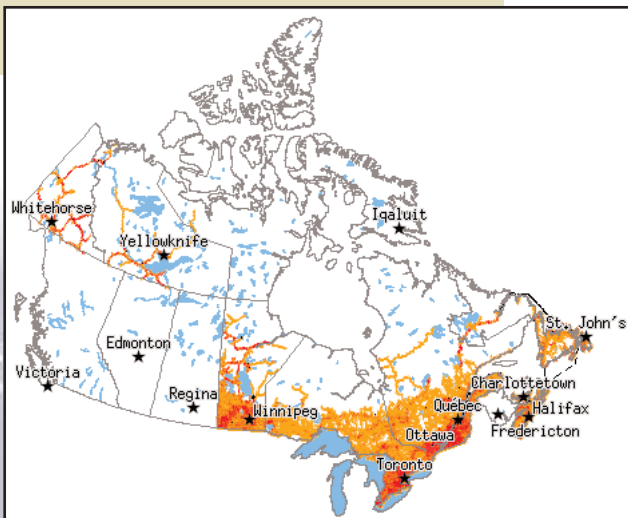 Whitehorse
Iqaluit
Yellowknife
St. John's
Edmonton
Victoria
Charlottetown
Regina
Québec
Winnipeg
Halifax
Ottawa
Fredericton
Toronto